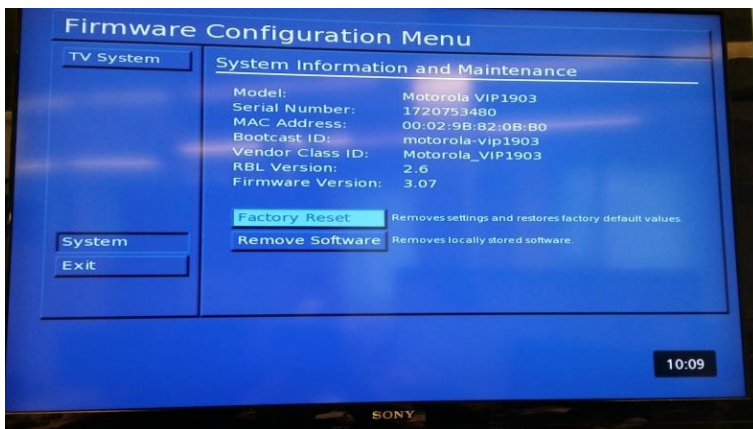 Firmware Configuration Menu
TV System
System Information and Maintenance
Model: Motorola VIP1903
Serial Number: 1720753480
MAC Address: 00:02:9B:82:0B:B0
Bootcast ID: motorola-vip1903
Vendor Class ID: Motorola_VIP1903
RBL Version: 2.6
Firmware Version: 3.07
Factory Reset Removes settings and restores factory default values.
System
Remove Software Removes locally stored software.
Exit
10:09
SONY